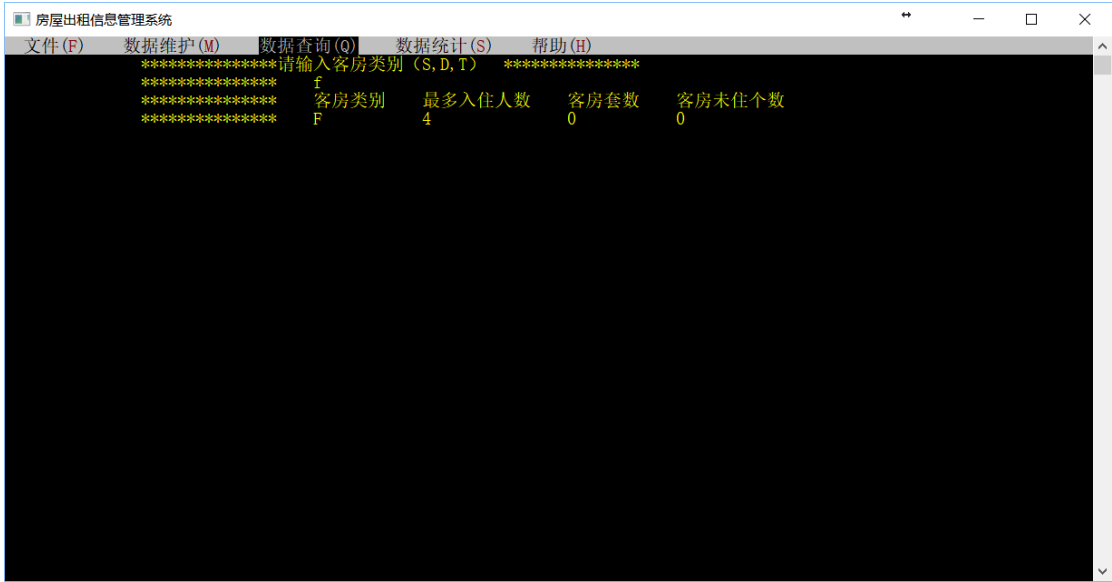 房屋出租信息管理系统
文件(F) 数据维护(M) 数据查询(Q) 数据统计(S) 帮助(H)
***************请输入客房类别（S,D,T） ***************
*************** f
*************** 客房类别 最多入住人数 客房套数 客房未住个数
*************** F 4 0 0